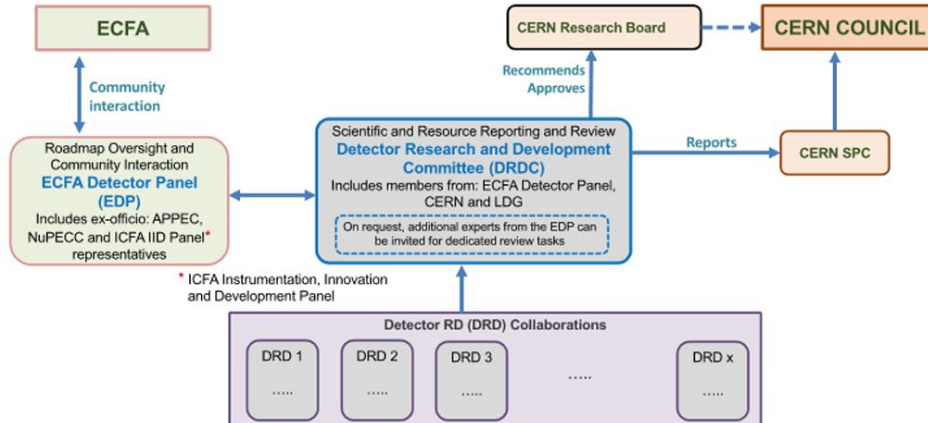 ECFA
CERN Research Board
CERN COUNCIL
Community
interaction
Recommends
Approves
Roadmap Oversight and
Community Interaction
ECFA Detector Panel
(EDP)
Includes ex-officio: APPEC,
NuPECC and ICFA IID Panel*
representatives
Scientific and Resource Reporting and Review
Detector Research and Development
Committee (DRDC)
Includes members from: ECFA Detector Panel,
CERN and LDG
On request, additional experts from the EDP can
be invited for dedicated review tasks
Reports
CERN SPC
* ICFA Instrumentation, Innovation
and Development Panel
Detector RD (DRD) Collaborations
DRD 1
.....
DRD 2
.....
DRD 3
.....
.....
DRD x
.....